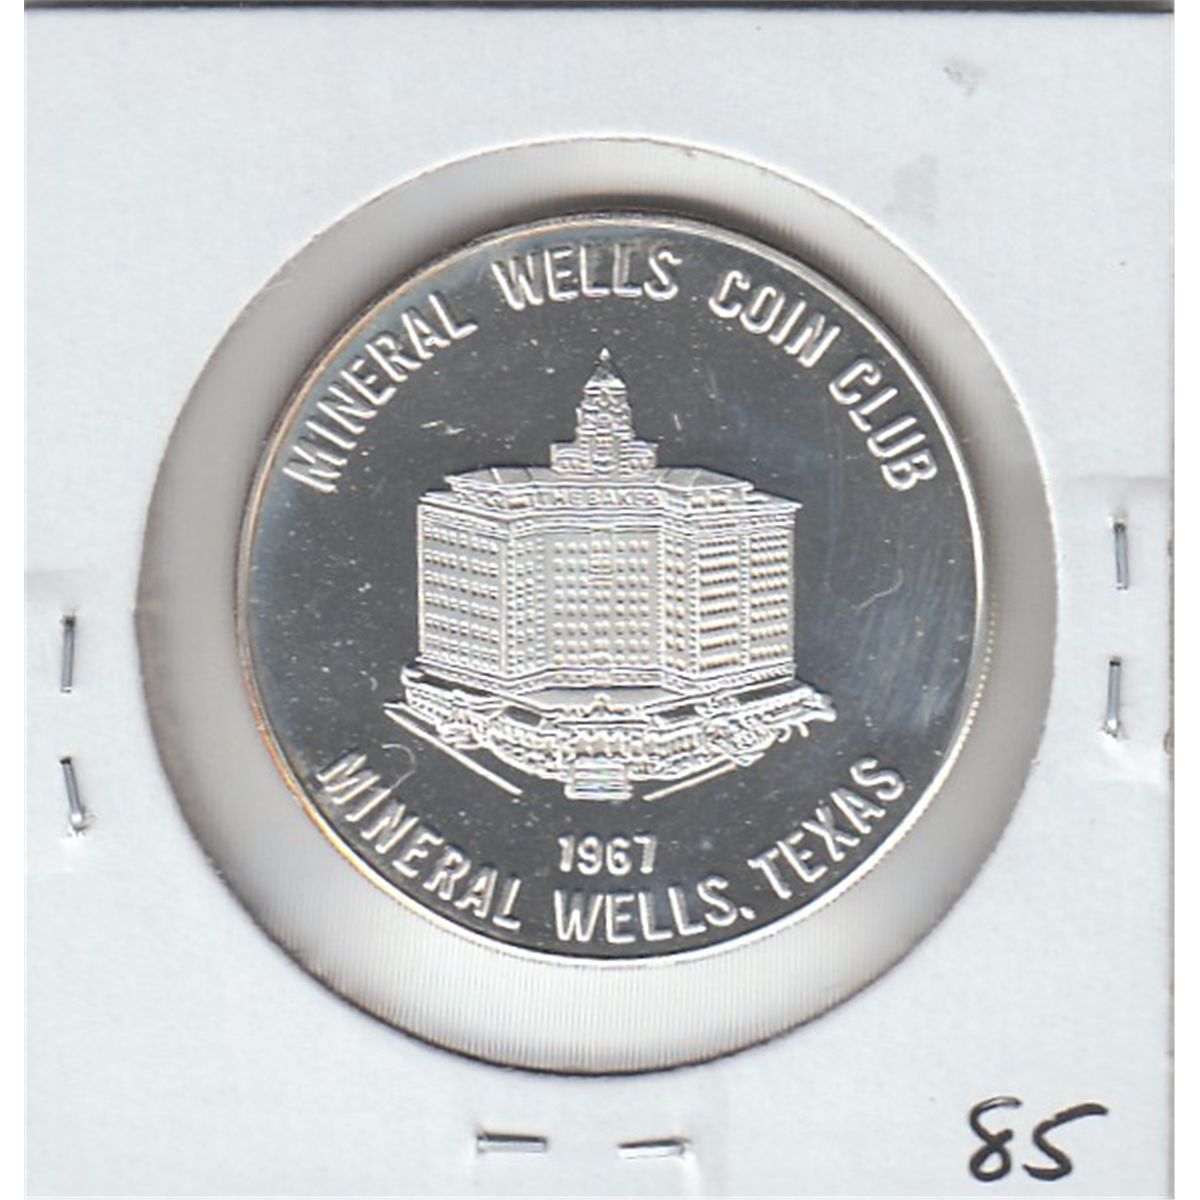 MINERAL WELLS COIN CLUB
THE BAKER
1967
MINERAL WELLS, TEXAS
85